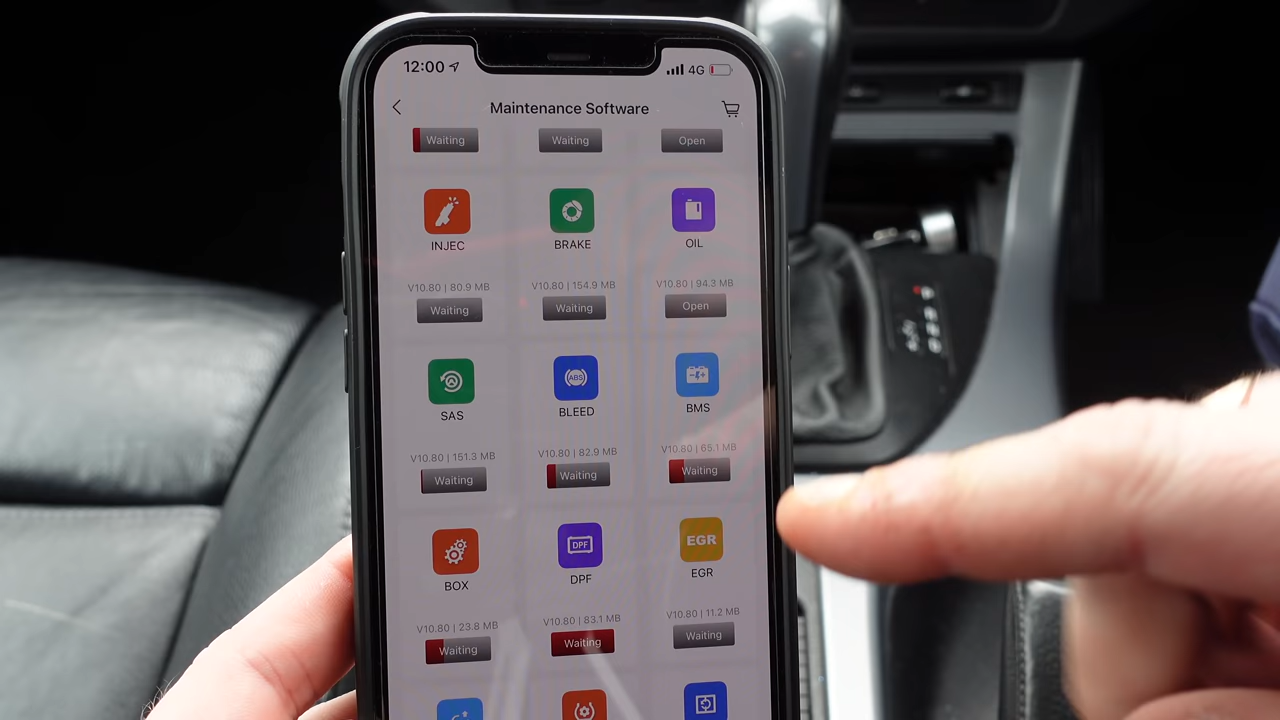 12:00
4G
Maintenance Software
Waiting Waiting Open
INJEC BRAKE OIL
V10.80 | 80.9 MB V10.80 | 154.9 MB V10.80 | 94.3 MB
Waiting Waiting Open
ABS
SAS BLEED BMS
V10.80 | 151.3 MB V10.80 | 82.9 MB V10.80 | 65.1 MB
Waiting Waiting Waiting
DPF EGR
BOX DPF EGR
V10.80 | 23.8 MB V10.80 | 83.1 MB V10.80 | 11.2 MB
Waiting Waiting Waiting